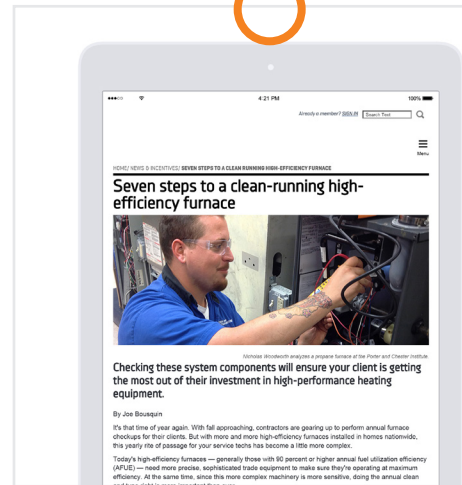 4:21 PM
100%
Already a member? SIGN IN Search Text
Menu
HOME/ NEWS & INCENTIVES/ SEVEN STEPS TO A CLEAN RUNNING HIGH-EFFICIENCY FURNACE
Seven steps to a clean-running high-
efficiency furnace
Nicholas Woodworth analyzes a propane furnace at the Porter and Chester Institute.
Checking these system components will ensure your client is getting
the most out of their investment in high-performance heating
equipment.
By Joe Bousquin
It's that time of year again. With fall approaching, contractors are gearing up to perform annual furnace
checkups for their clients. But with more and more high-efficiency furnaces installed in homes nationwide,
this yearly rite of passage for your service techs has become a little more complex.
Today's high-efficiency furnaces — generally those with 90 percent or higher annual fuel utilization efficiency
(AFUE) — need more precise, sophisticated trade equipment to make sure they're operating at maximum
efficiency. At the same time, since this more complex machinery is more sensitive, doing the annual clean